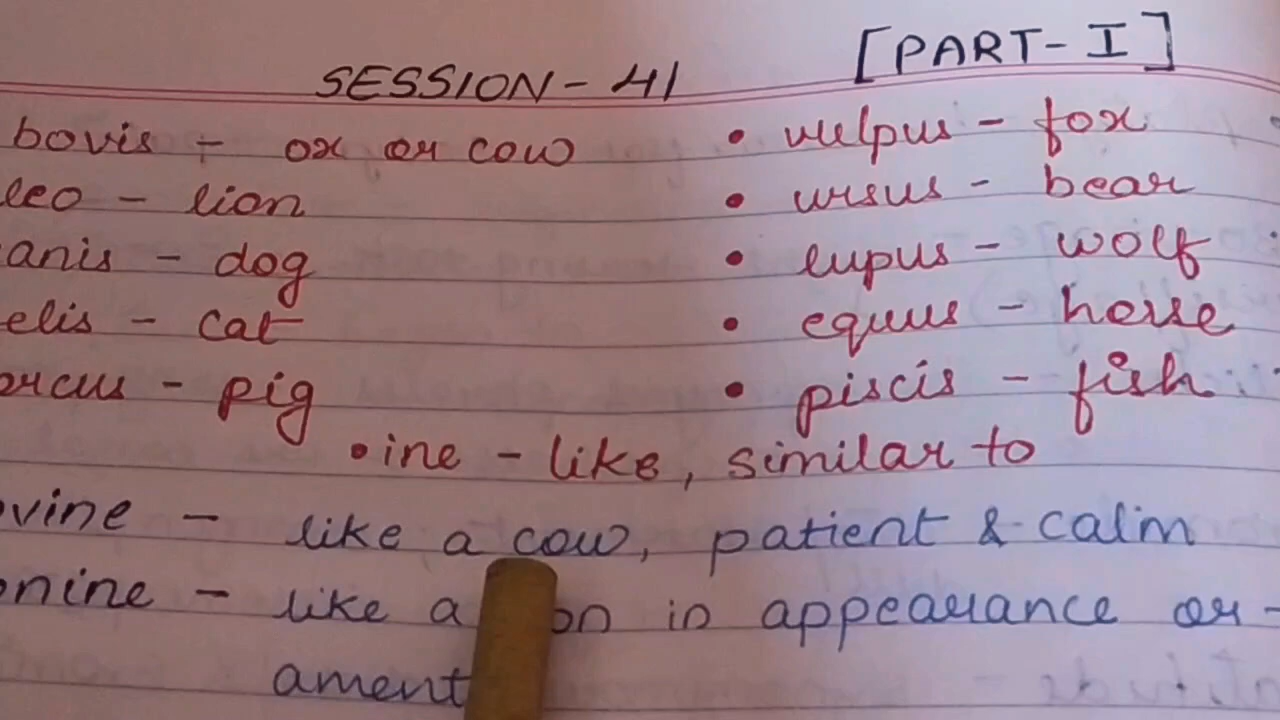 SESSION - 41 [PART - I]
bovis - ox or cow • vulpus - fox
leo - lion • ursus - bear
anis - dog • lupus - wolf
elis - cat • equus - horse
orcus - pig • piscis - fish
• ine - like, similar to
vine - like a cow, patient & calm
onine - like a on in appearance or -
ament